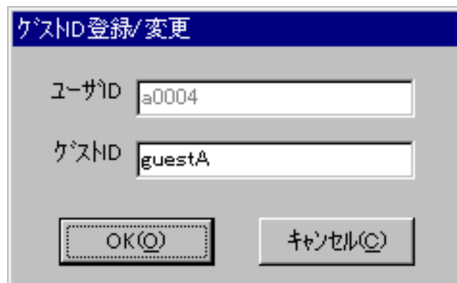 ｹﾞｽﾄID登録/変更
ﾕｰｻﾞID a0004
ｹﾞｽﾄID guestA
OK(O) ｷｬﾝｾﾙ(C)